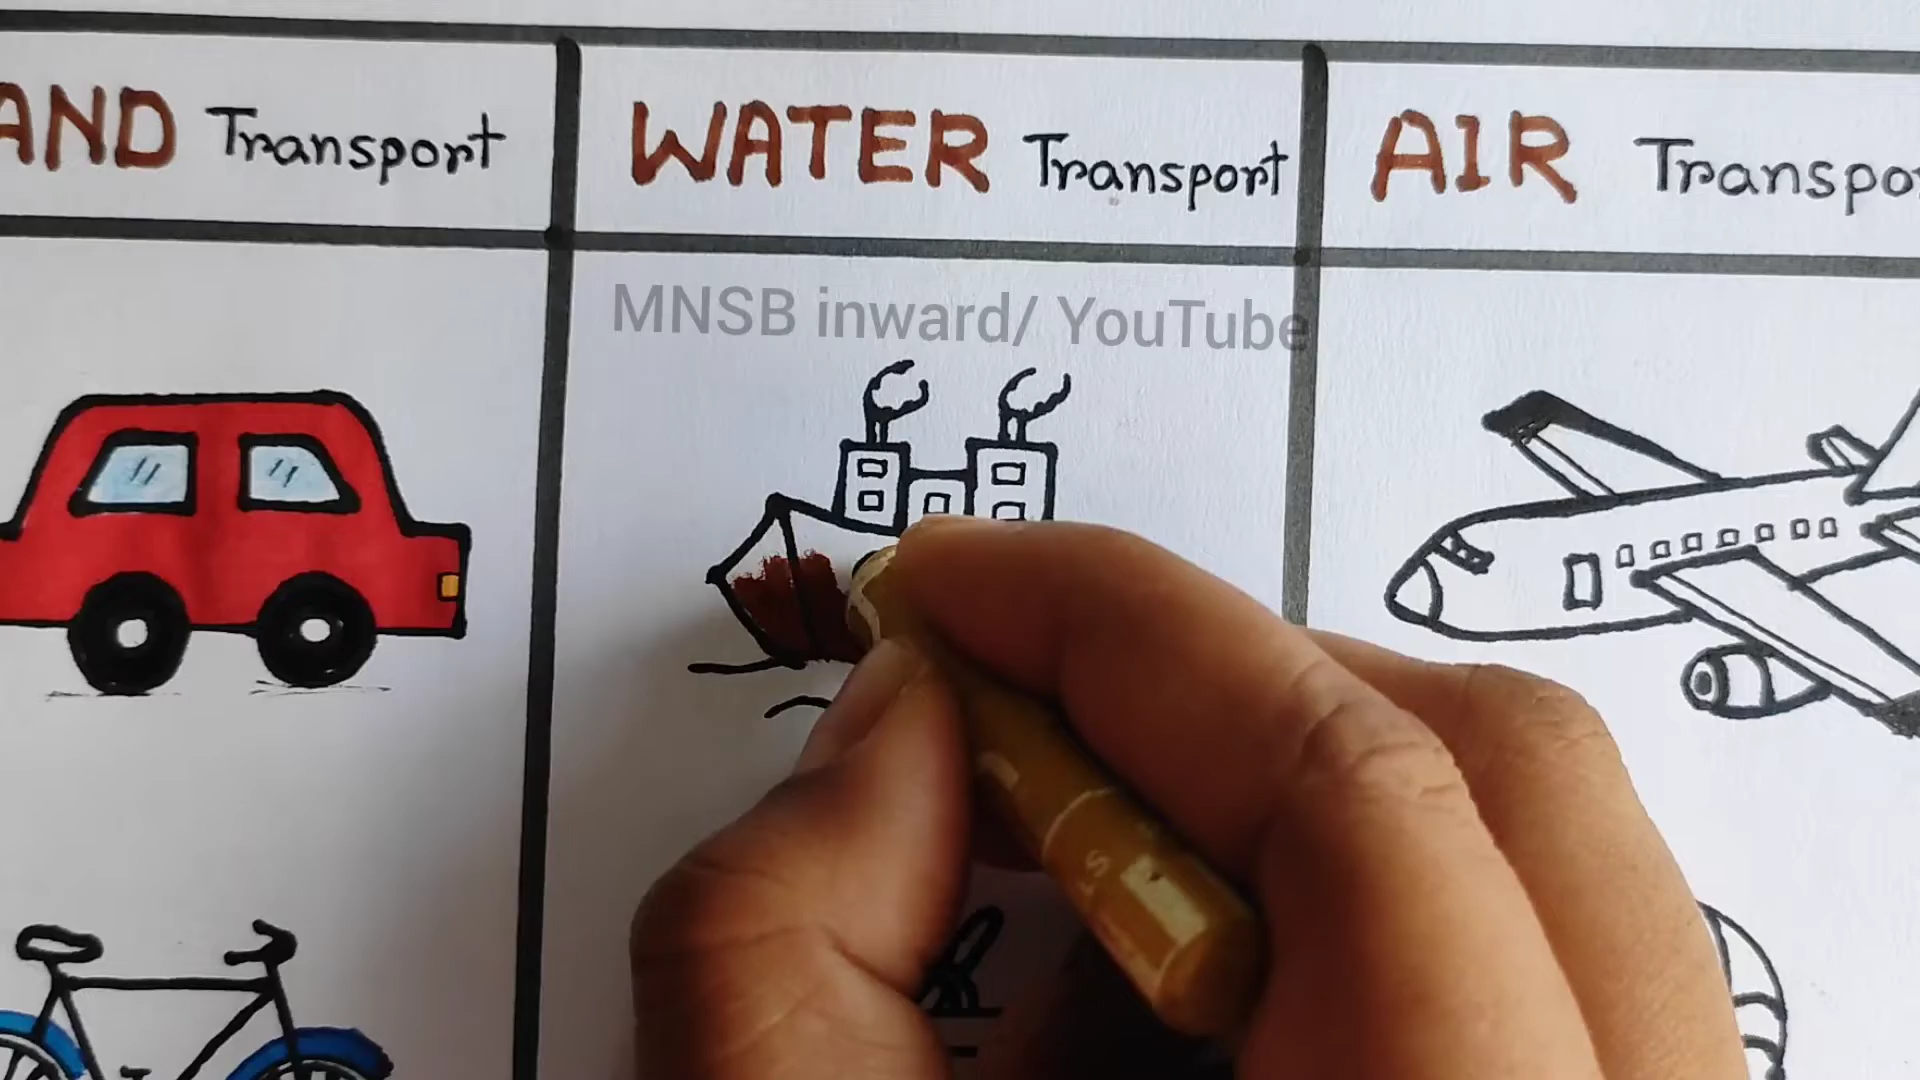 AND Transport
WATER Transport
AIR Transpo
MNSB inward/ YouTube